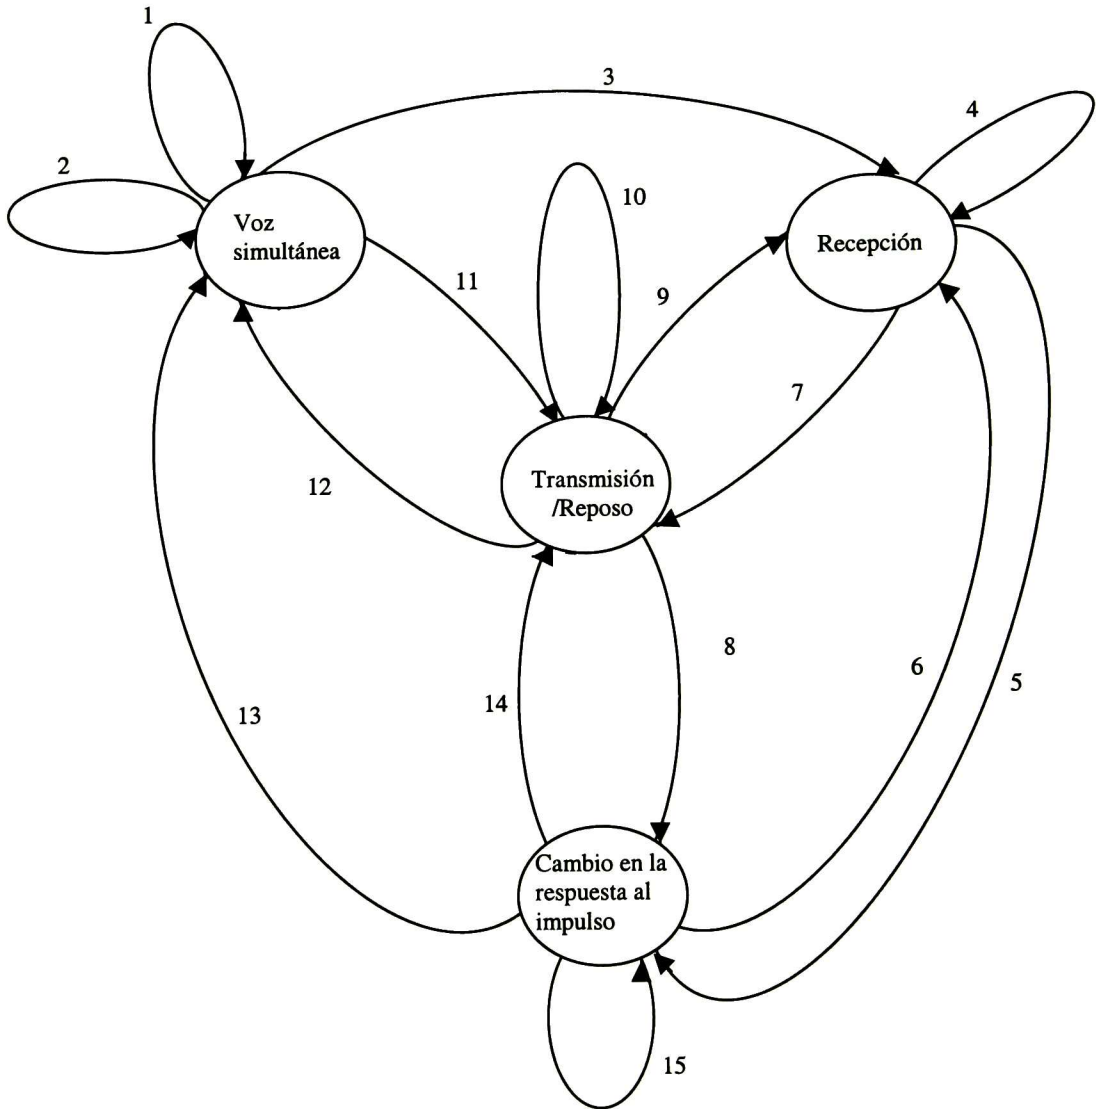 1
3
4
2
10
Voz
simultánea
Recepción
11
9
7
12
Transmisión
/Reposo
8
6
5
14
13
Cambio en la
respuesta al
impulso
15